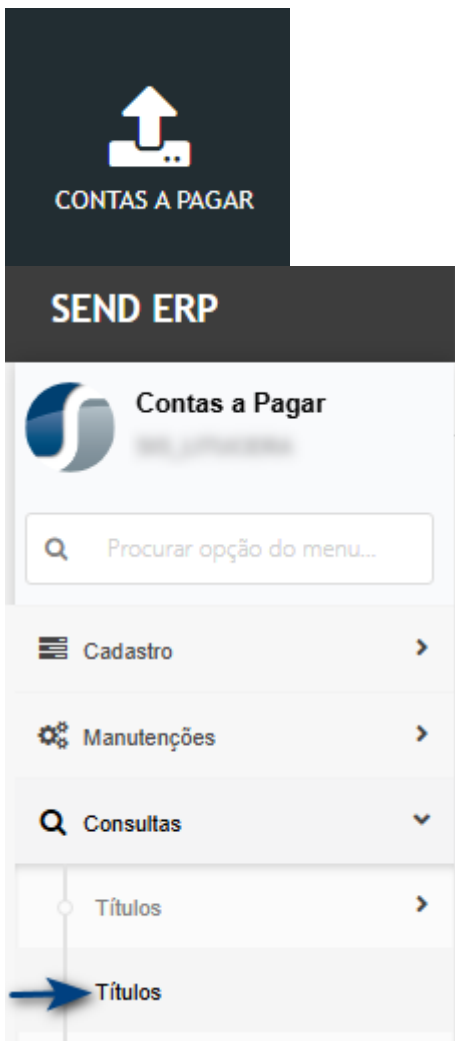 CONTAS A PAGAR
SEND ERP
Contas a Pagar
Procurar opção do menu...
Cadastro
Manutenções
Consultas
Títulos
Títulos